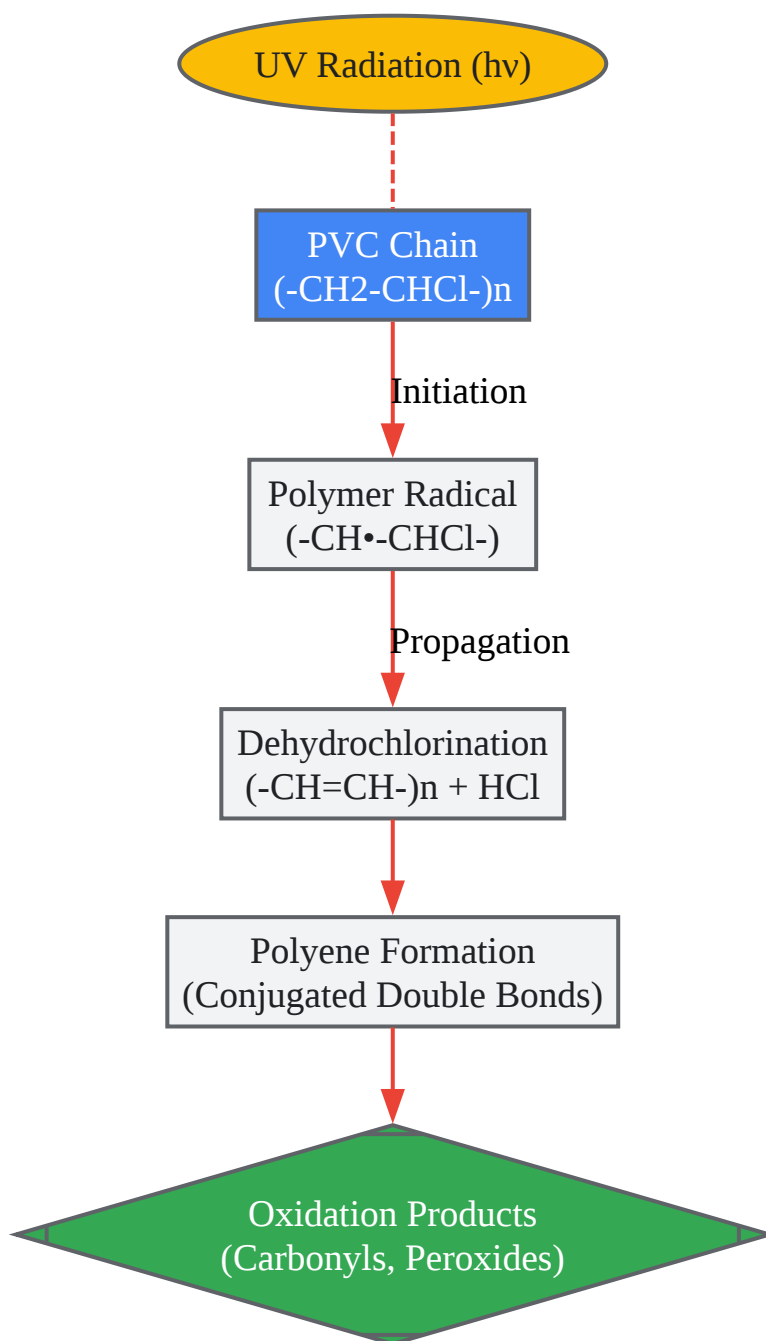 UV Radiation (hν)
PVC Chain
(-CH2-CHCl-)n
Initiation
Polymer Radical
(-CH•-CHCl-)
Propagation
Dehydrochlorination
(-CH=CH-)n + HCl
Polyene Formation
(Conjugated Double Bonds)
Oxidation Products
(Carbonyls, Peroxides)